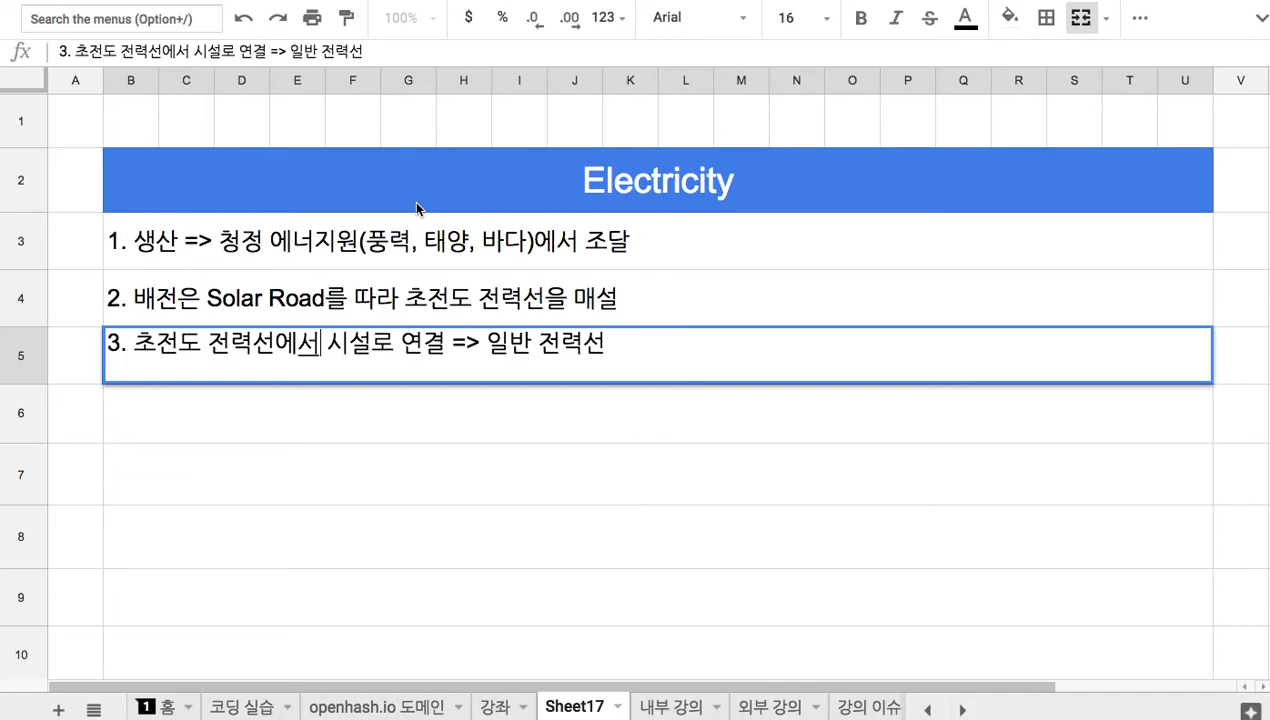 Search the menus (Option+/) 100% $ % .0 .00 123 Arial 16 B I S A
fx 3. 초전도 전력선에서 시설로 연결 => 일반 전력선
A B C D E F G H I J K L M N O P Q R S T U V
1
2 Electricity
3 1. 생산 => 청정 에너지원(풍력, 태양, 바다)에서 조달
4 2. 배전은 Solar Road를 따라 초전도 전력선을 매설
5 3. 초전도 전력선에서 시설로 연결 => 일반 전력선
6
7
8
9
10
1 홈 코딩 실습 openhash.io 도메인 강좌 Sheet17 내부 강의 외부 강의 강의 이슈